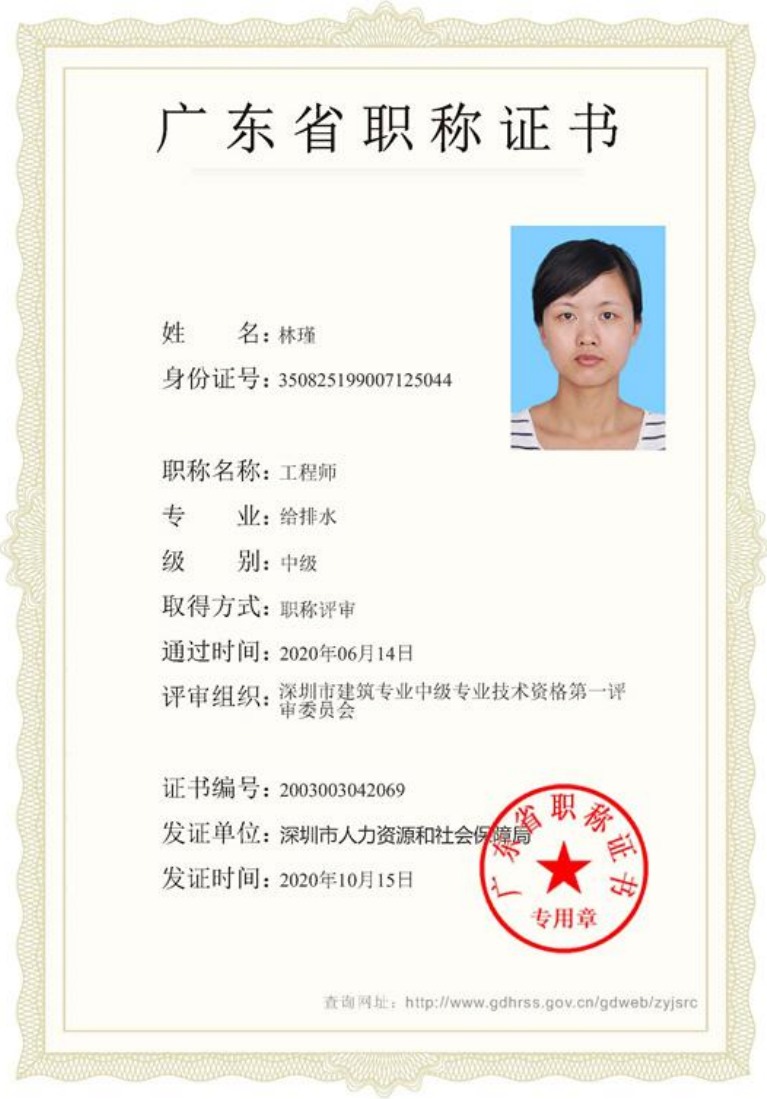 广东省职称证书
姓 名：林瑾
身份证号：350825199007125044
职称名称：工程师
专 业：给排水
级 别：中级
取得方式：职称评审
通过时间：2020年06月14日
评审组织：深圳市建筑专业中级专业技术资格第一评
审委员会
证书编号：2003003042069
发证单位：深圳市人力资源和社会保障局
发证时间：2020年10月15日
广东省职称证书
专用章
查询网址：http://www.gdhrss.gov.cn/gdweb/zyjsrc